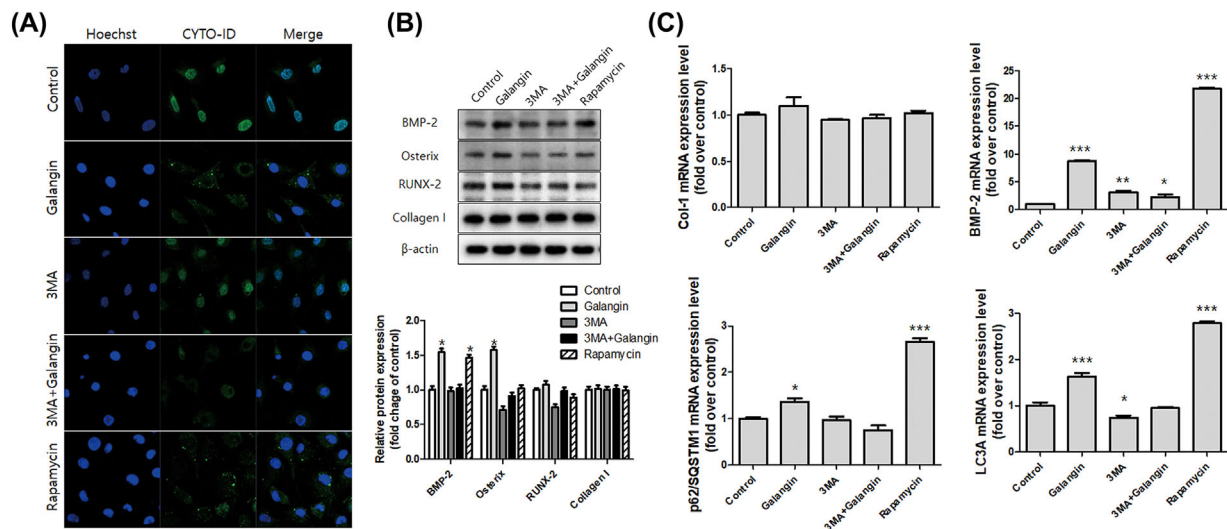 (A)
Hoechst CYTO-ID Merge
Control
Galangin
3MA
3MA+Galangin
Rapamycin
(B)
Control
Galangin
3MA
3MA+Galangin
Rapamycin
BMP-2
Osterix
RUNX-2
Collagen I
β-actin
Control
Galangin
3MA
3MA+Galangin
Rapamycin
Relative protein expression
(fold chage of control)
2.0
1.5
1.0
0.5
0.0
* * *
BMP-2
Osterix
RUNX-2
Collagen I
(C)
Col-1 mRNA expression level
(fold over control)
1.5
1.0
0.5
0.0
Control
Galangin
3MA
3MA+Galangin
Rapamycin
BMP-2 mRNA expression level
(fold over control)
25
20
15
10
5
0
***
**
*
***
Control
Galangin
3MA
3MA+Galangin
Rapamycin
p62/SQSTM1 mRNA expression level
(fold over control)
3
2
1
0
*
***
Control
Galangin
3MA
3MA+Galangin
Rapamycin
LC3A mRNA expression level
(fold over control)
3
2
1
0
***
*
***
Control
Galangin
3MA
3MA+Galangin
Rapamycin